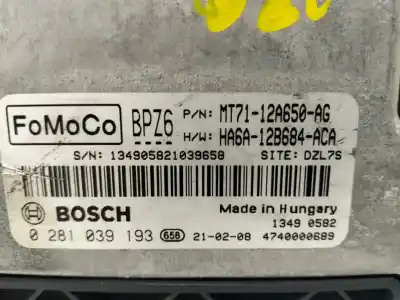 FoMoCo BPZ6 P/N: MT71-12A650-AG
H/W: HA6A-12B684-ACA
S/N: 134905821039658 SITE: DZL7S
BOSCH Made in Hungary
1349 0582
0 281 039 193 658 21-02-08 4740000689